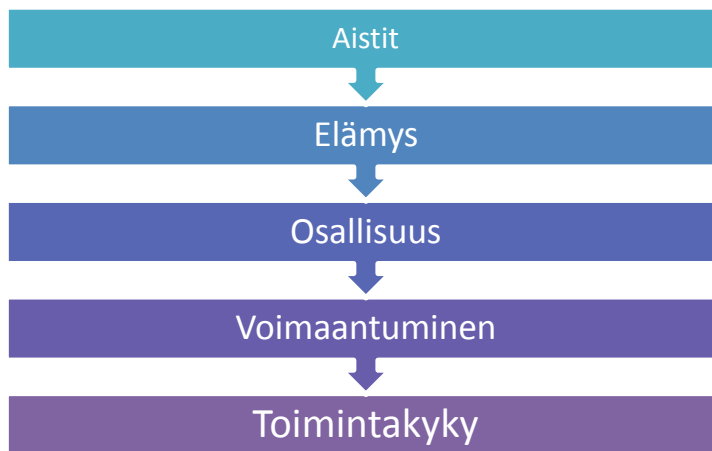 Aistit
Elämys
Osallisuus
Voimaantuminen
Toimintakyky